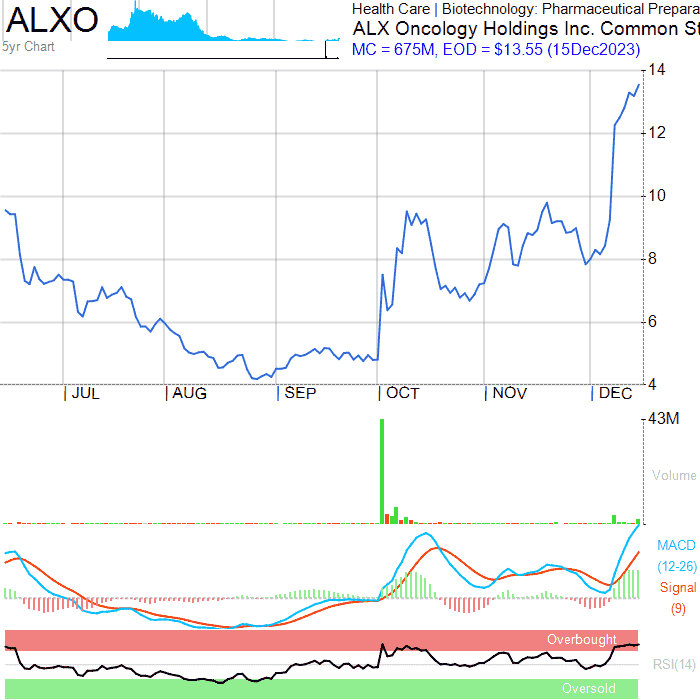 ALXO
5yr Chart
Health Care | Biotechnology: Pharmaceutical Prepara
ALX Oncology Holdings Inc. Common St
MC = 675M, EOD = $13.55 (15Dec2023)
14
12
10
8
6
4
JUL
AUG
SEP
OCT
NOV
DEC
43M
Volume
MACD
(12-26)
Signal
(9)
Overbought
RSI(14)
Oversold